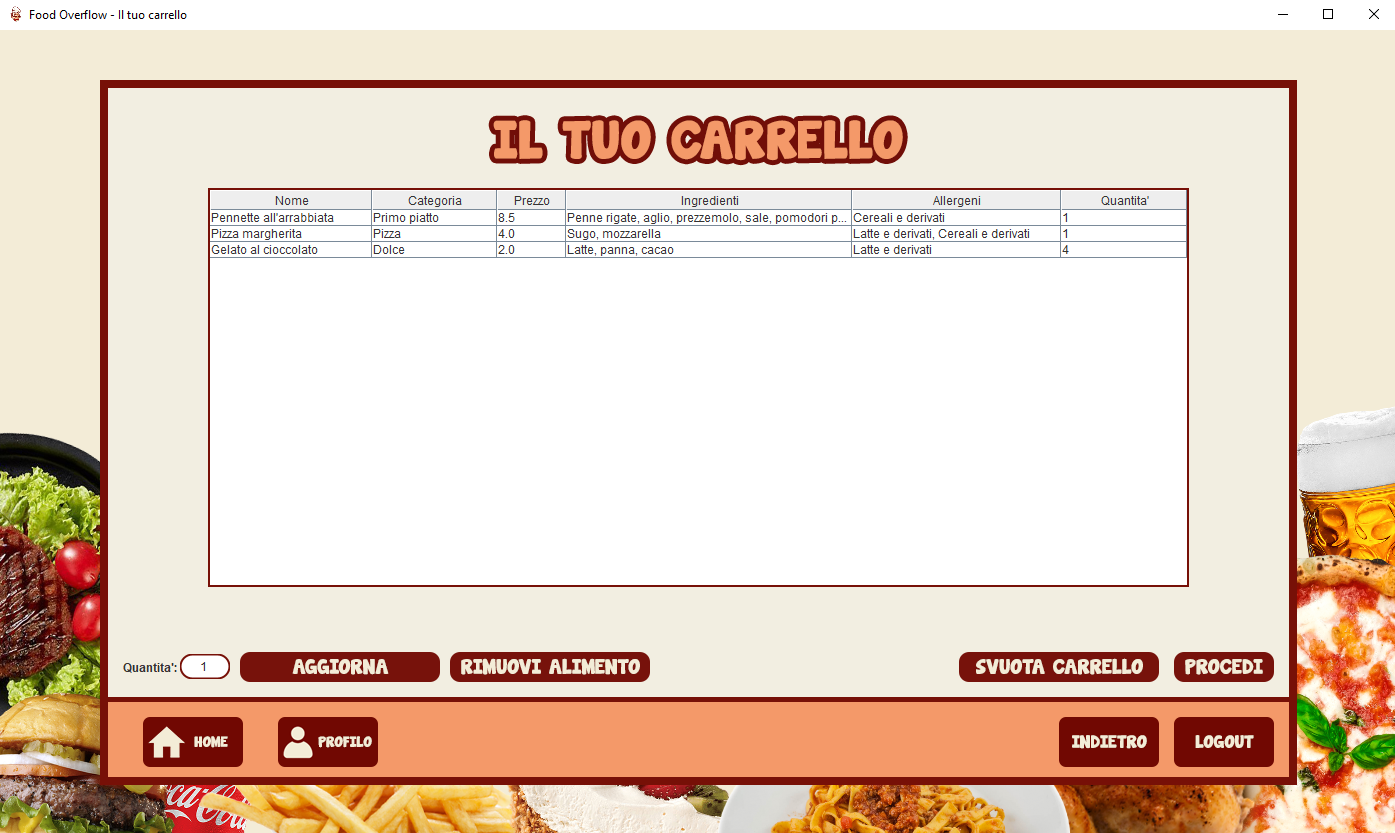 Food Overflow - Il tuo carrello
IL TUO CARRELLO
Nome Categoria Prezzo Ingredienti Allergeni Quantita'
Pennette all'arrabbiata Primo piatto 8.5 Penne rigate, aglio, prezzemolo, sale, pomodori p... Cereali e derivati 1
Pizza margherita Pizza 4.0 Sugo, mozzarella Latte e derivati, Cereali e derivati 1
Gelato al cioccolato Dolce 2.0 Latte, panna, cacao Latte e derivati 4
Quantita': 1 AGGIORNA RIMUOVI ALIMENTO SVUOTA CARRELLO PROCEDI
HOME PROFILO INDIETRO LOGOUT